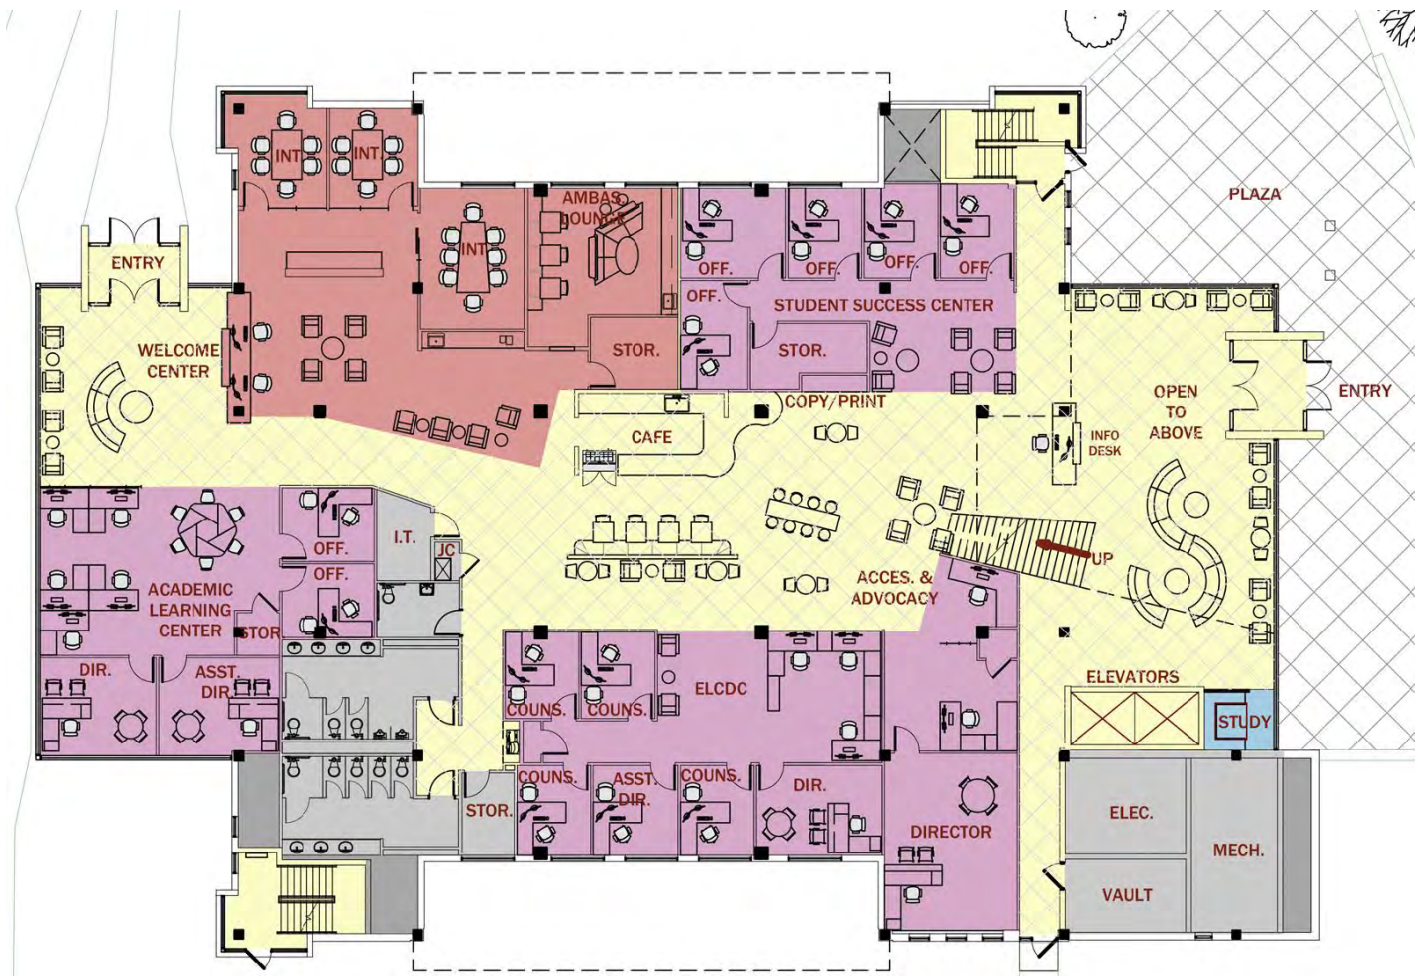 INT.
INT.
AMBAS.
LOUNGE
PLAZA
INT.
ENTRY
OFF.
OFF.
OFF.
OFF.
OFF.
STUDENT SUCCESS CENTER
WELCOME
CENTER
STOR.
STOR.
COPY/PRINT
OPEN
TO
ABOVE
ENTRY
CAFE
INFO
DESK
I.T.
OFF.
JC
UP
OFF.
ACADEMIC
LEARNING
CENTER
STOR.
ACCES. &
ADVOCACY
DIR.
ASST.
DIR.
ELCDC
COUNS.
COUNS.
ELEVATORS
STUDY
COUNS.
ASST.
DIR.
COUNS.
DIR.
STOR.
DIRECTOR
ELEC.
MECH.
VAULT